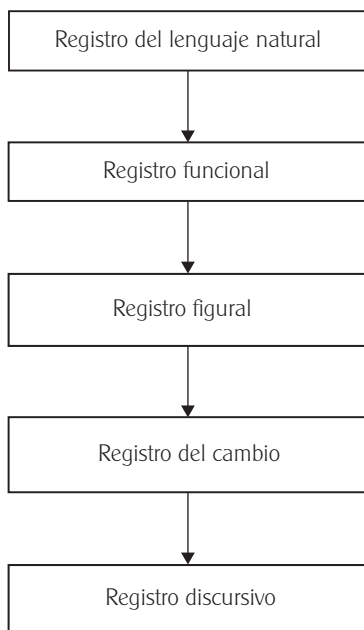 Registro del lenguaje natural
Registro funcional
Registro figural
Registro del cambio
Registro discursivo